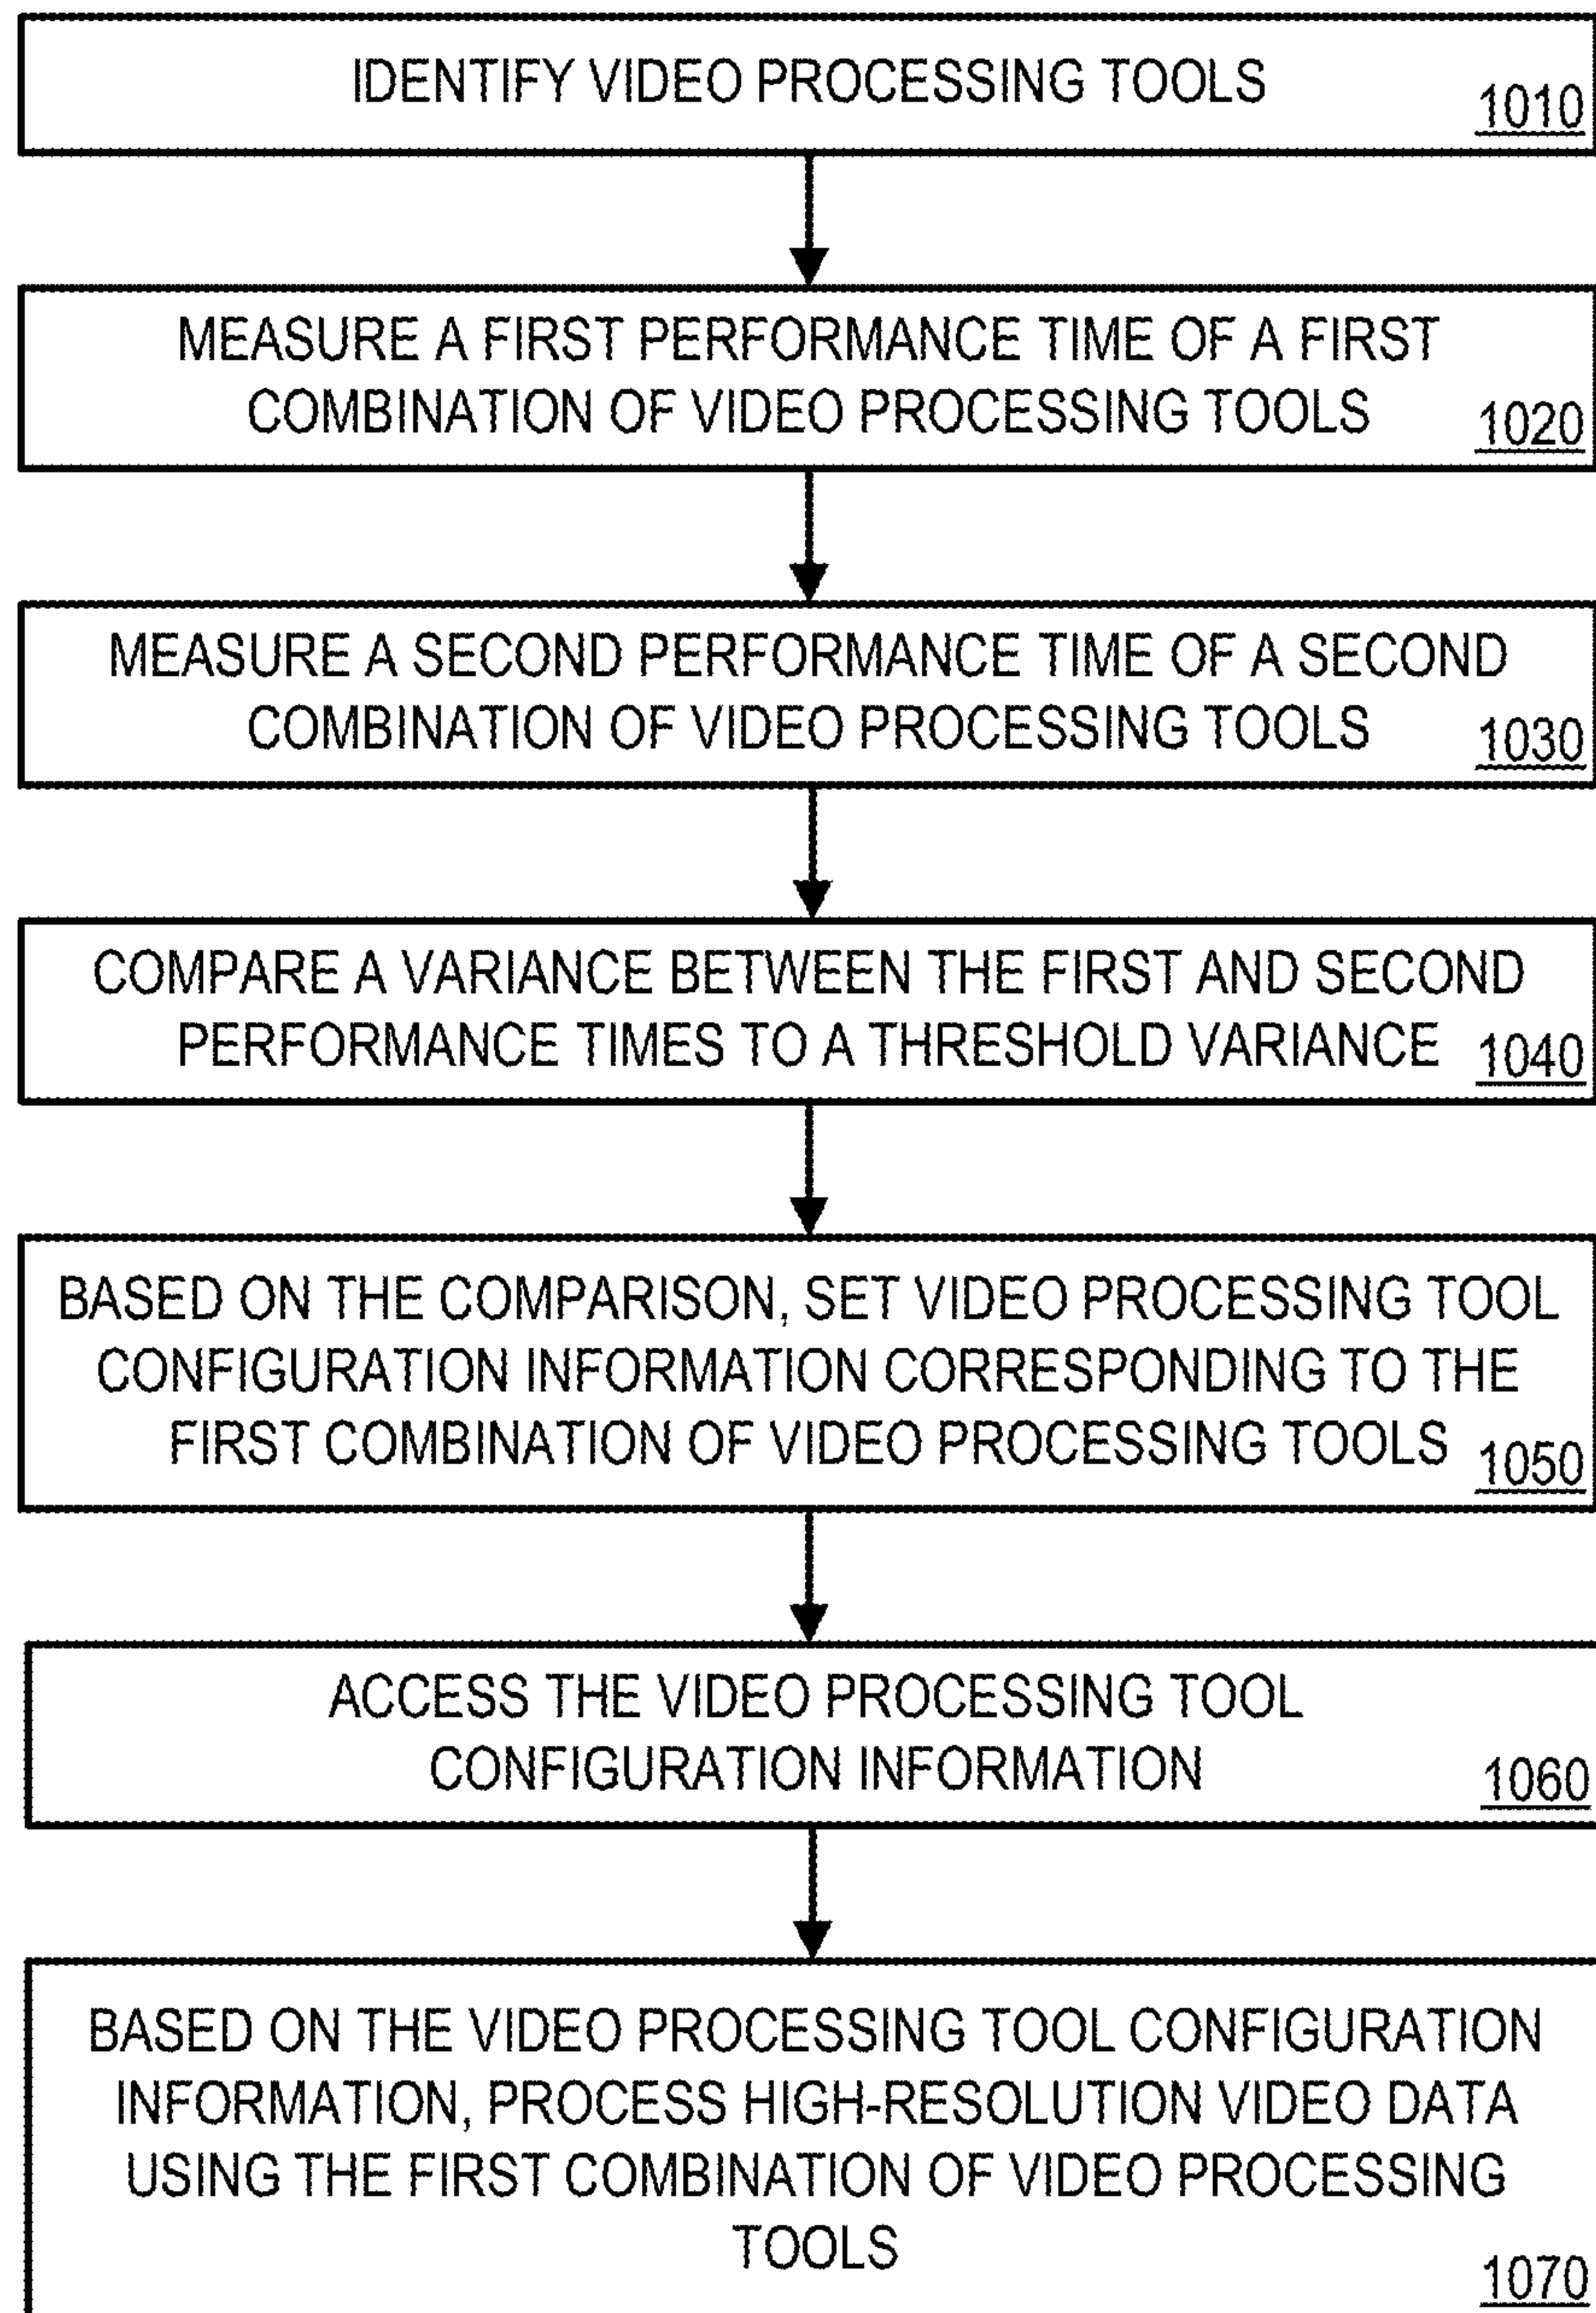 IDENTIFY VIDEO PROCESSING TOOLS
1010
MEASURE A FIRST PERFORMANCE TIME OF A FIRST
COMBINATION OF VIDEO PROCESSING TOOLS
1020
MEASURE A SECOND PERFORMANCE TIME OF A SECOND
COMBINATION OF VIDEO PROCESSING TOOLS
1030
COMPARE A VARIANCE BETWEEN THE FIRST AND SECOND
PERFORMANCE TIMES TO A THRESHOLD VARIANCE
1040
BASED ON THE COMPARISON, SET VIDEO PROCESSING TOOL
CONFIGURATION INFORMATION CORRESPONDING TO THE
FIRST COMBINATION OF VIDEO PROCESSING TOOLS
1050
ACCESS THE VIDEO PROCESSING TOOL
CONFIGURATION INFORMATION
1060
BASED ON THE VIDEO PROCESSING TOOL CONFIGURATION
INFORMATION, PROCESS HIGH-RESOLUTION VIDEO DATA
USING THE FIRST COMBINATION OF VIDEO PROCESSING
TOOLS
1070